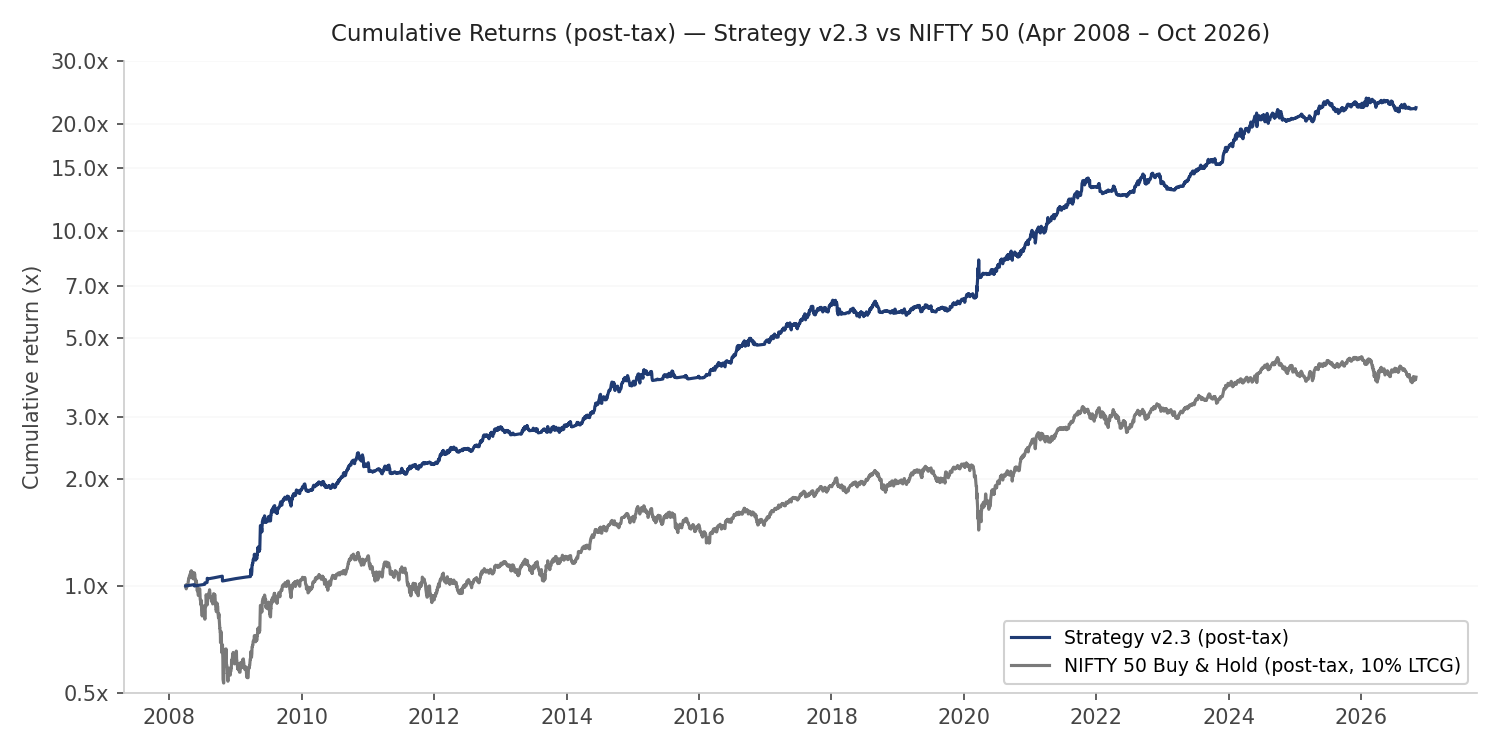 Cumulative Returns (post-tax) — Strategy v2.3 vs NIFTY 50 (Apr 2008 – Oct 2026)
30.0x
20.0x
15.0x
10.0x
7.0x
5.0x
3.0x
2.0x
1.0x
0.5x
Cumulative return (x)
Strategy v2.3 (post-tax)
NIFTY 50 Buy & Hold (post-tax, 10% LTCG)
2008 2010 2012 2014 2016 2018 2020 2022 2024 2026